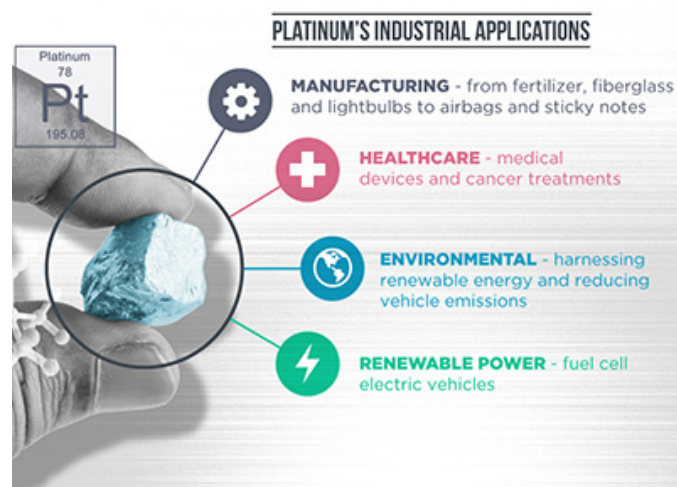 PLATINUM'S INDUSTRIAL APPLICATIONS
Platinum
78
Pt
195.08
MANUFACTURING - from fertilizer, fiberglass
and lightbulbs to airbags and sticky notes
HEALTHCARE - medical
devices and cancer treatments
ENVIRONMENTAL - harnessing
renewable energy and reducing
vehicle emissions
RENEWABLE POWER - fuel cell
electric vehicles